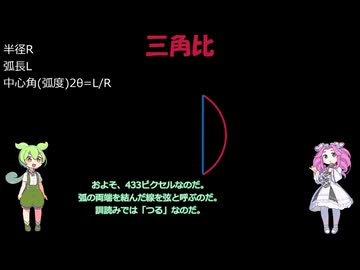 三角比
半径R
弧長L
中心角(弧度)2θ=L/R
およそ、433ピクセルなのだ。
弧の両端を結んだ線を弦と呼ぶのだ。
訓読みでは「つる」なのだ。